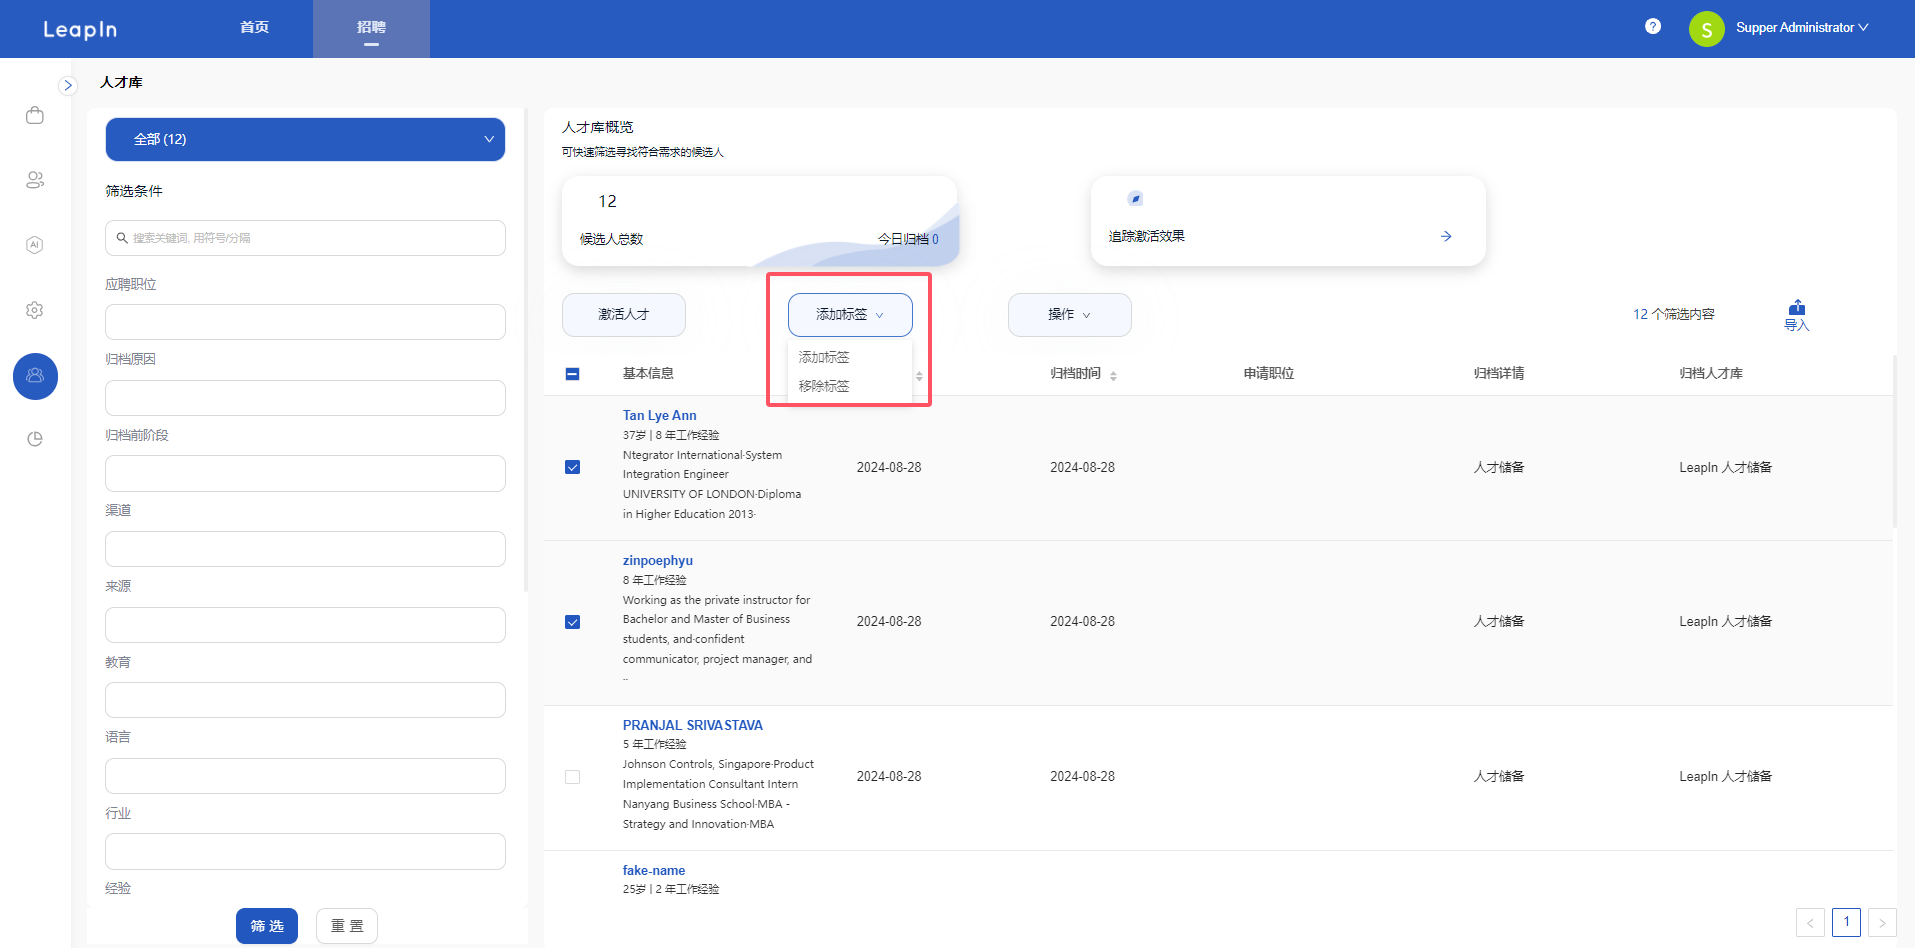 LeapIn
首页
招聘
?
S
Supper Administrator
人才库
全部 (12)
筛选条件
搜索关键词, 用符号/分隔
应聘职位
归档原因
归档前阶段
渠道
来源
教育
语言
行业
经验
筛 选
重 置
AI
人才库概览
可快速筛选寻找符合需求的候选人
12
候选人总数
今日归档 0
追踪激活效果
激活人才
添加标签
操作
12 个筛选内容
导入
添加标签
移除标签
基本信息
归档时间
申请职位
归档详情
归档人才库
Tan Lye Ann
37岁 | 8 年工作经验
Ntegrator International·System
Integration Engineer
UNIVERSITY OF LONDON·Diploma
in Higher Education 2013·
2024-08-28
2024-08-28
人才储备
LeapIn 人才储备
zinpoephyu
8 年工作经验
Working as the private instructor for
Bachelor and Master of Business
students, and·confident
communicator, project manager, and
..
2024-08-28
2024-08-28
人才储备
LeapIn 人才储备
PRANJAL SRIVASTAVA
5 年工作经验
Johnson Controls, Singapore·Product
Implementation Consultant Intern
Nanyang Business School·MBA -
Strategy and Innovation·MBA
2024-08-28
2024-08-28
人才储备
LeapIn 人才储备
fake-name
25岁 | 2 年工作经验
< 1 >